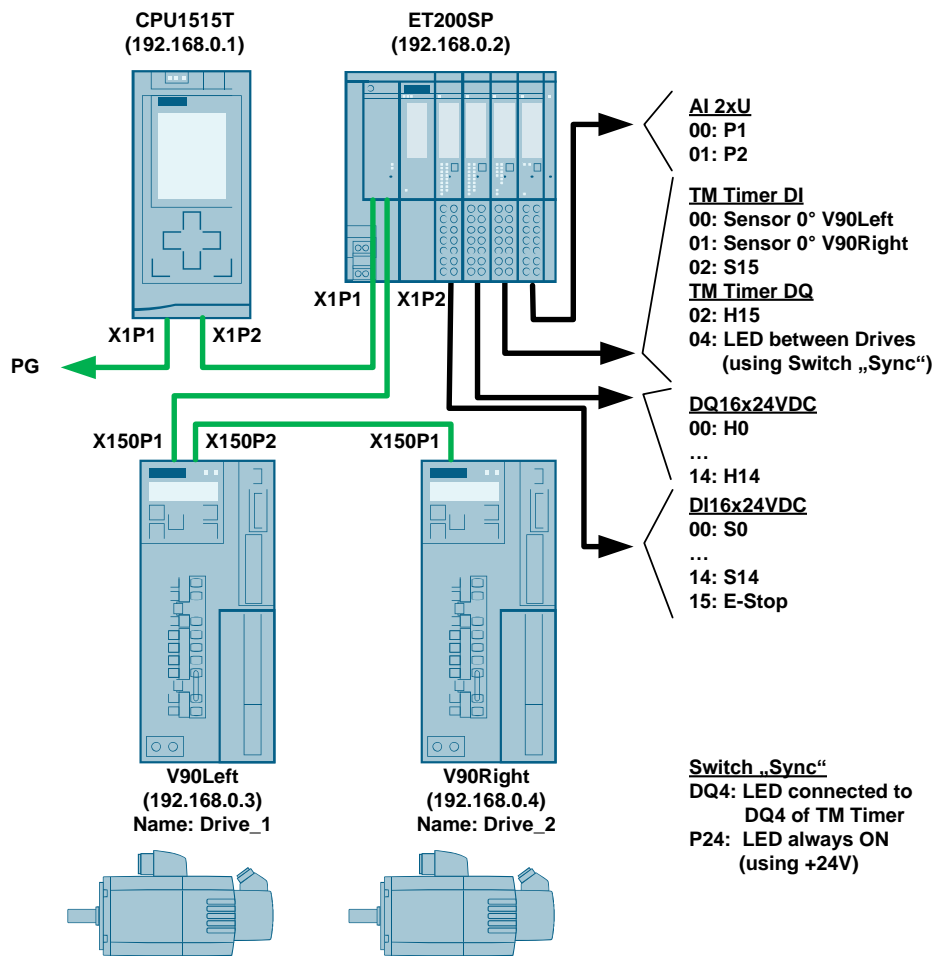 CPU1515T
(192.168.0.1)
ET200SP
(192.168.0.2)
AI 2xU
00: P1
01: P2
TM Timer DI
00: Sensor 0° V90Left
01: Sensor 0° V90Right
02: S15
TM Timer DQ
02: H15
04: LED between Drives
(using Switch „Sync“)
X1P1
X1P2
X1P1
X1P2
PG
DQ16x24VDC
00: H0
…
14: H14
DI16x24VDC
00: S0
…
14: S14
15: E-Stop
X150P1
X150P2
X150P1
V90Left
(192.168.0.3)
Name: Drive_1
V90Right
(192.168.0.4)
Name: Drive_2
Switch „Sync“
DQ4: LED connected to
DQ4 of TM Timer
P24: LED always ON
(using +24V)